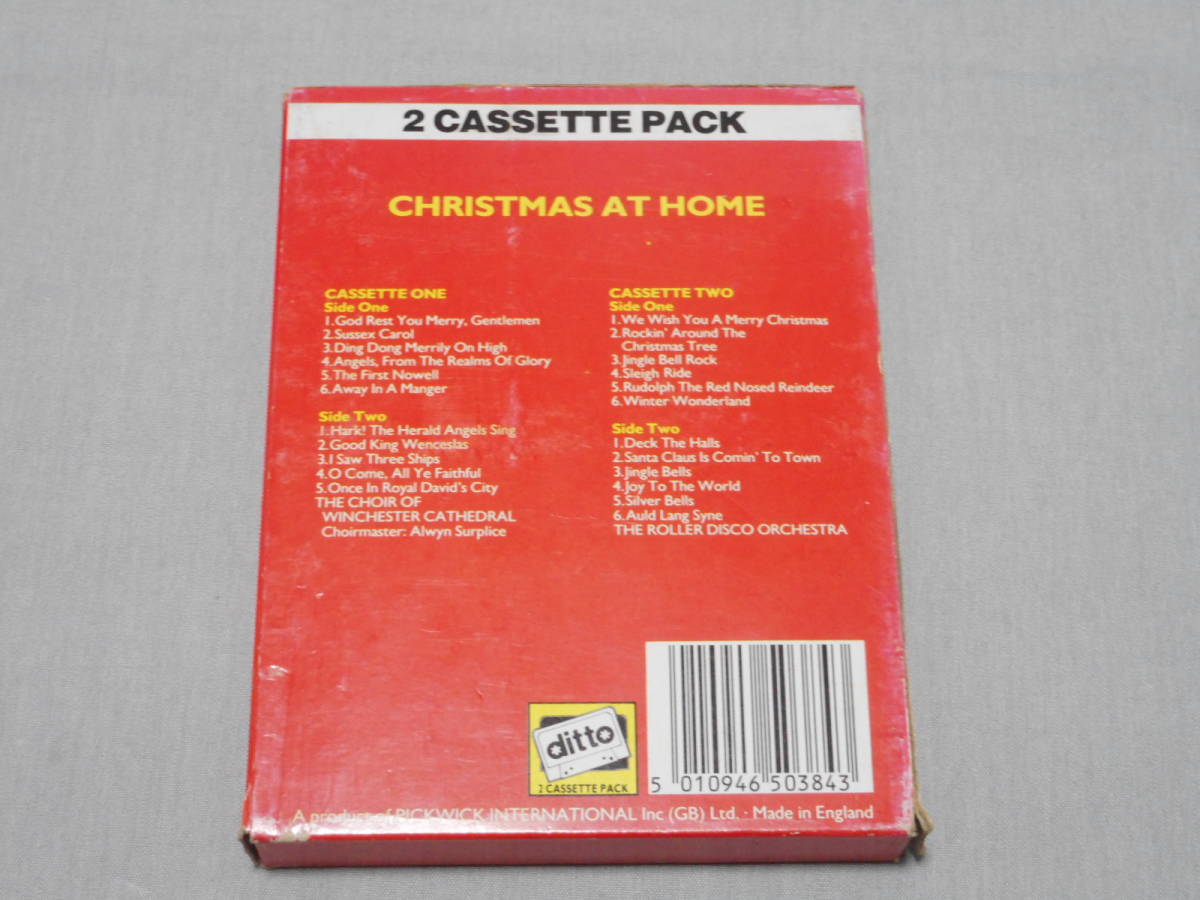 2 CASSETTE PACK
CHRISTMAS AT HOME
CASSETTE ONE
Side One
1.God Rest You Merry, Gentlemen
2.Sussex Carol
3.Ding Dong Merrily On High
4.Angels, From The Realms Of Glory
5.The First Nowell
6.Away In A Manger
Side Two
1.Hark! The Herald Angels Sing
2.Good King Wenceslas
3.I Saw Three Ships
4.O Come, All Ye Faithful
5.Once In Royal David's City
THE CHOIR OF
WINCHESTER CATHEDRAL
Choirmaster: Alwyn Surplice
CASSETTE TWO
Side One
1.We Wish You A Merry Christmas
2.Rockin' Around The
Christmas Tree
3.Jingle Bell Rock
4.Sleigh Ride
5.Rudolph The Red Nosed Reindeer
6.Winter Wonderland
Side Two
1.Deck The Halls
2.Santa Claus Is Comin' To Town
3.Jingle Bells
4.Joy To The World
5.Silver Bells
6.Auld Lang Syne
THE ROLLER DISCO ORCHESTRA
ditto
2 CASSETTE PACK
5 010946 503843
A product of PICKWICK INTERNATIONAL Inc (GB) Ltd. · Made in England